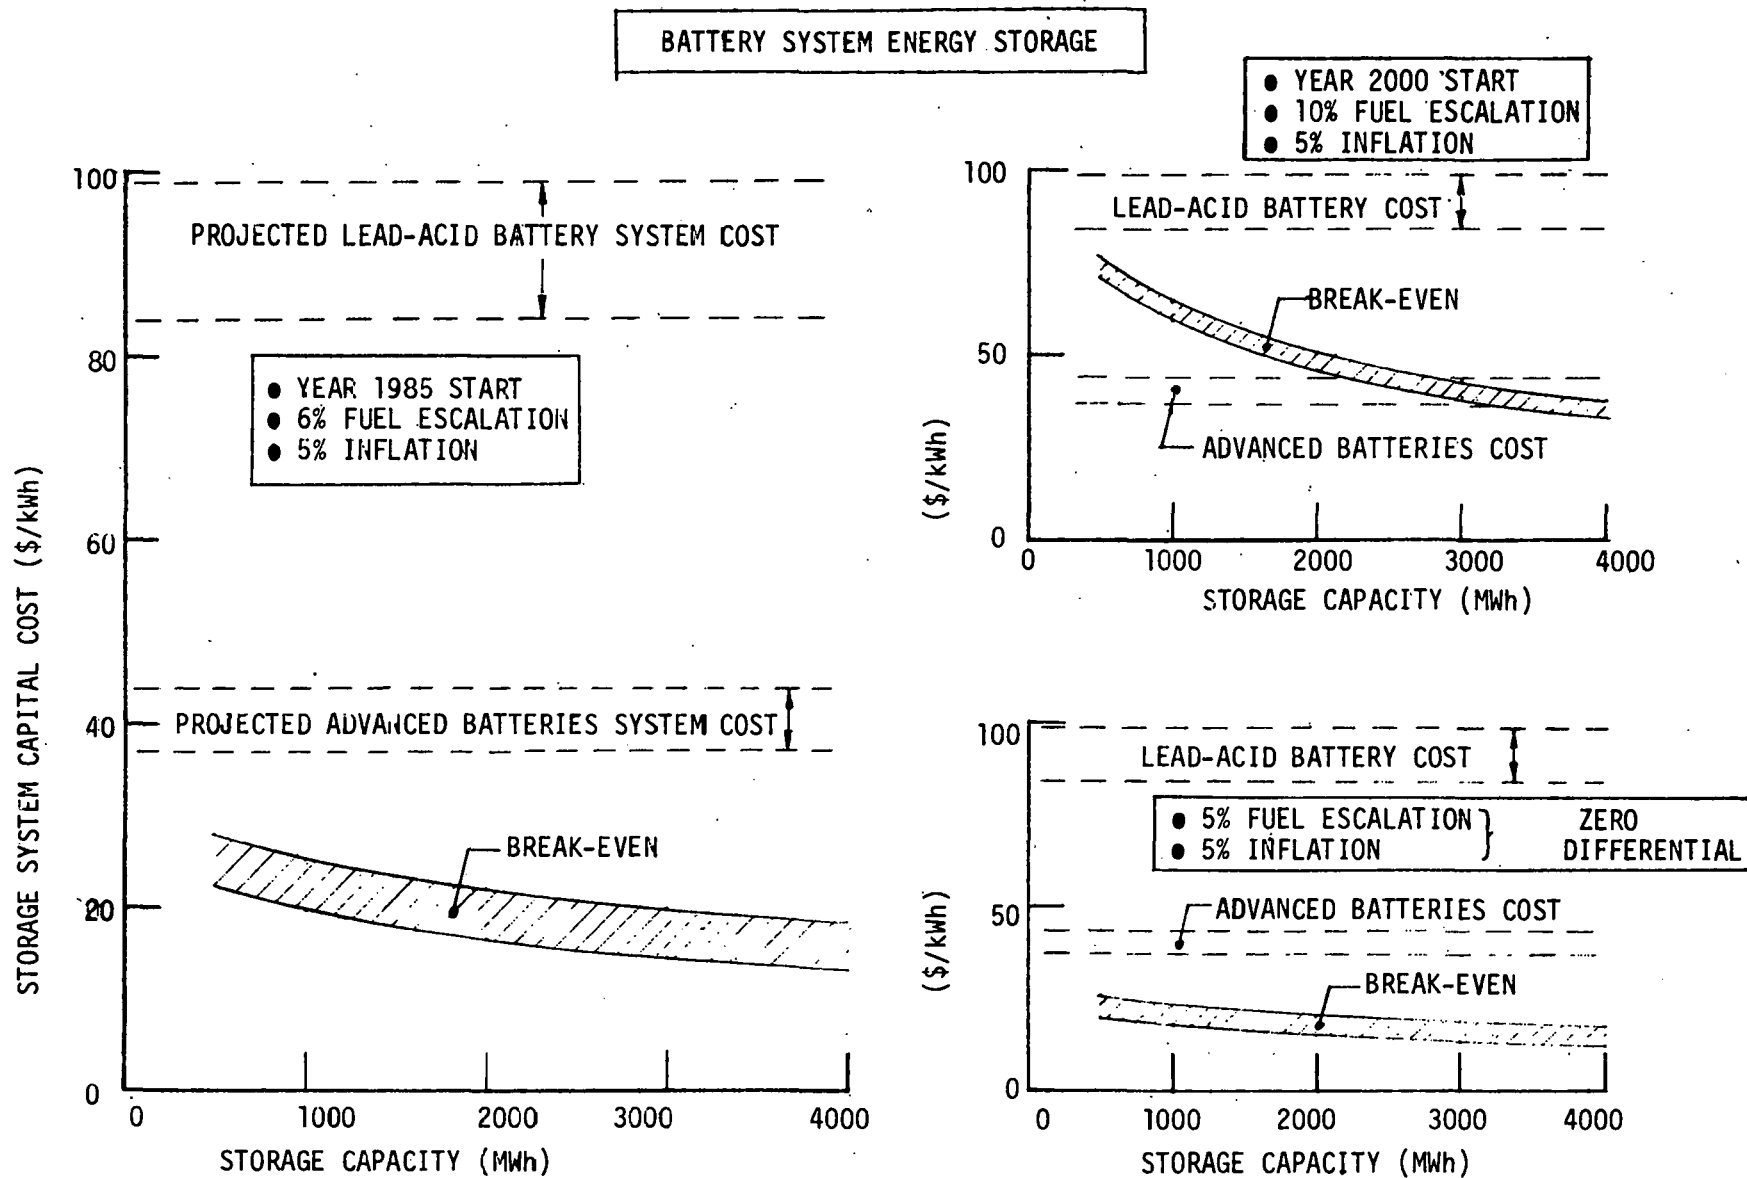 BATTERY SYSTEM ENERGY STORAGE
STORAGE SYSTEM CAPITAL COST ($/kWh)
100
PROJECTED LEAD-ACID BATTERY SYSTEM COST
80
● YEAR 1985 START
● 6% FUEL ESCALATION
● 5% INFLATION
60
PROJECTED ADVANCED BATTERIES SYSTEM COST
40
BREAK-EVEN
20
0
0 1000 2000 3000 4000
STORAGE CAPACITY (MWh)
● YEAR 2000 START
● 10% FUEL ESCALATION
● 5% INFLATION
100
LEAD-ACID BATTERY COST
BREAK-EVEN
50
ADVANCED BATTERIES COST
($/kWh)
0
0 1000 2000 3000 4000
STORAGE CAPACITY (MWh)
100
LEAD-ACID BATTERY COST
● 5% FUEL ESCALATION } ZERO
● 5% INFLATION } DIFFERENTIAL
50
ADVANCED BATTERIES COST
($/kWh)
BREAK-EVEN
0
0 1000 2000 3000 4000
STORAGE CAPACITY (MWh)